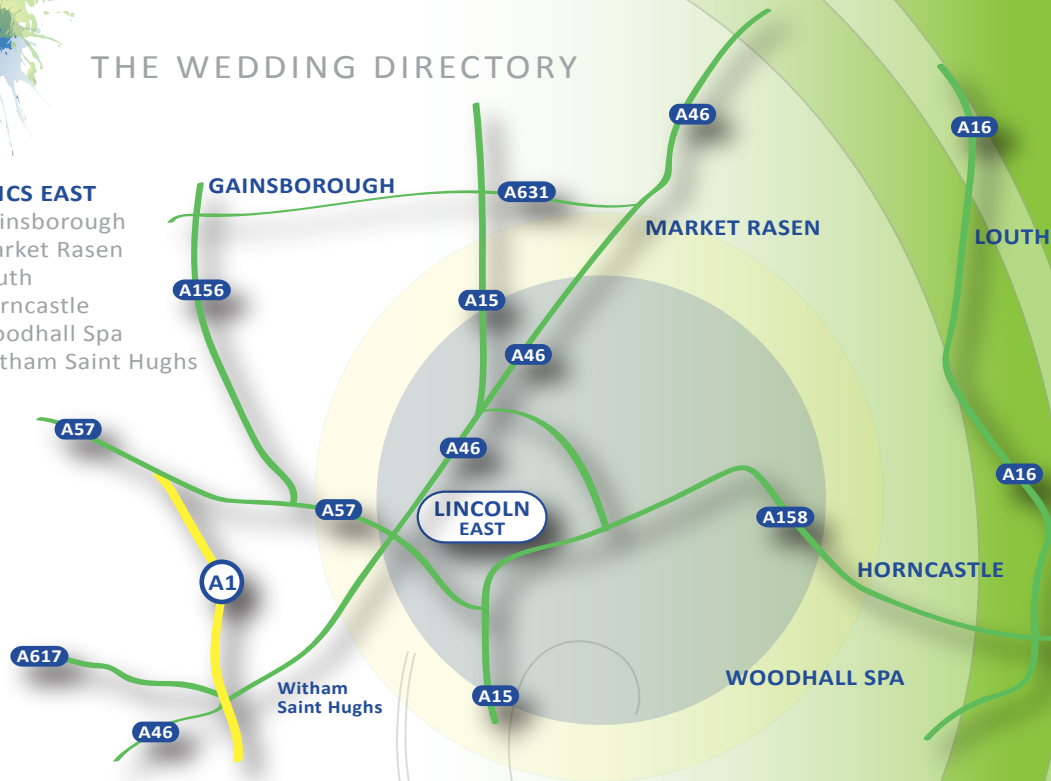 THE WEDDING DIRECTORY
A46
A16
ICS EAST
GAINSBOROUGH
A631
insborough
MARKET RASEN
LOUTH
arket Rasen
uth
A156
A15
rncastle
oodhall Spa
A46
tham Saint Hughs
A57
A46
A16
A57
LINCOLN
EAST
A158
A1
HORNCASTLE
A617
WOODHALL SPA
Witham
Saint Hughs
A15
A46